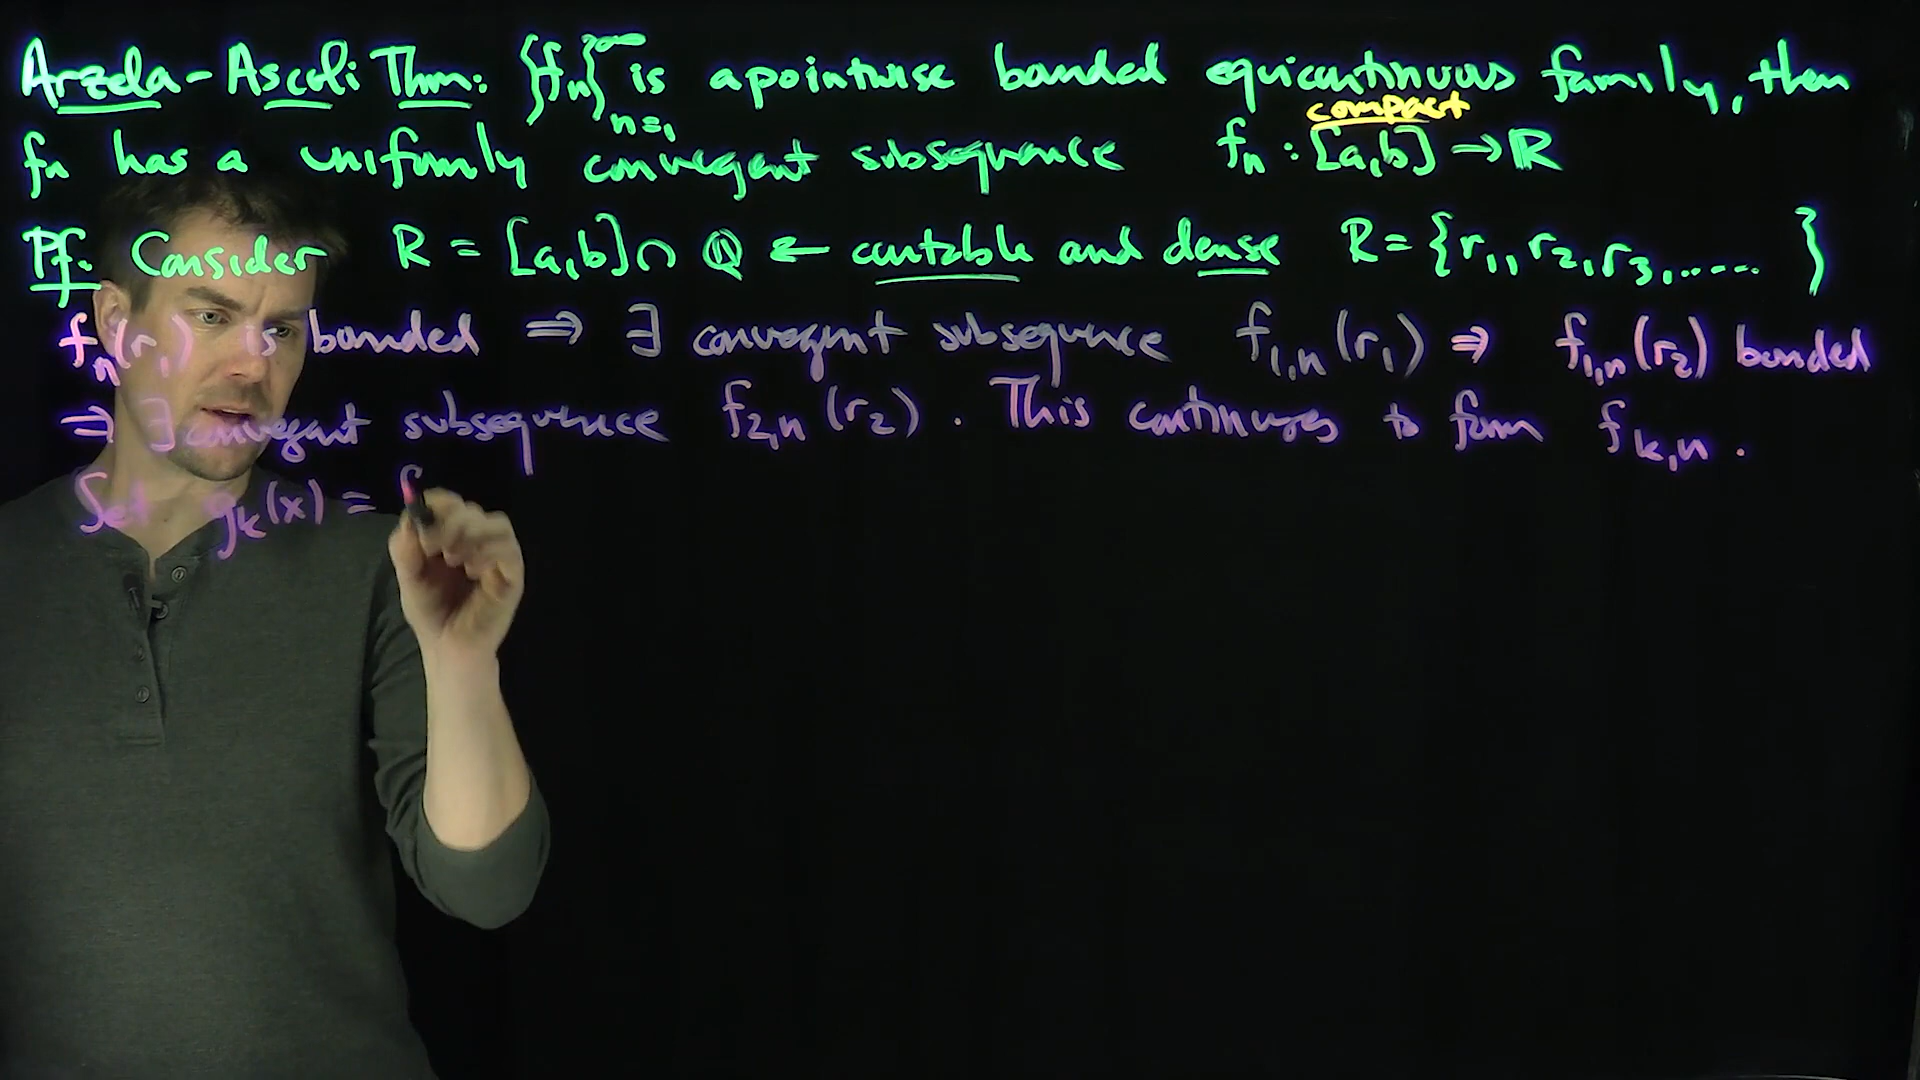 Arzela-Ascoli Thm: {fn}∞n=1 is a pointwise bounded equicontinuous family, then
compact
fn has a uniformly convergent subsequence fn : [a,b] → ℝ
Pf: Consider R = [a,b] ∩ ℚ ← countable and dense R = {r1, r2, r3, ..... }
fn(r1) is bounded ⇒ ∃ convergent subsequence f1,n(r1) ⇒ f1,n(r2) bounded
⇒ ∃ convergent subsequence f2,n(r2). This continues to form fk,n.
Set gk(x) = f